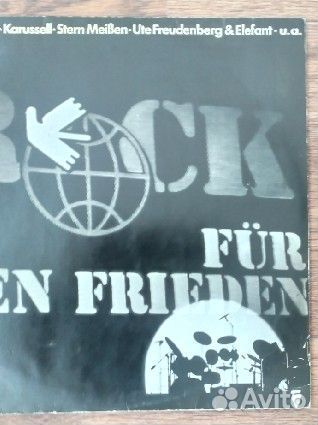 · Karussell · Stern Meißen · Ute Freudenberg & Elefant · u.a.
ROCK
FÜR
EN FRIEDEN
Avito